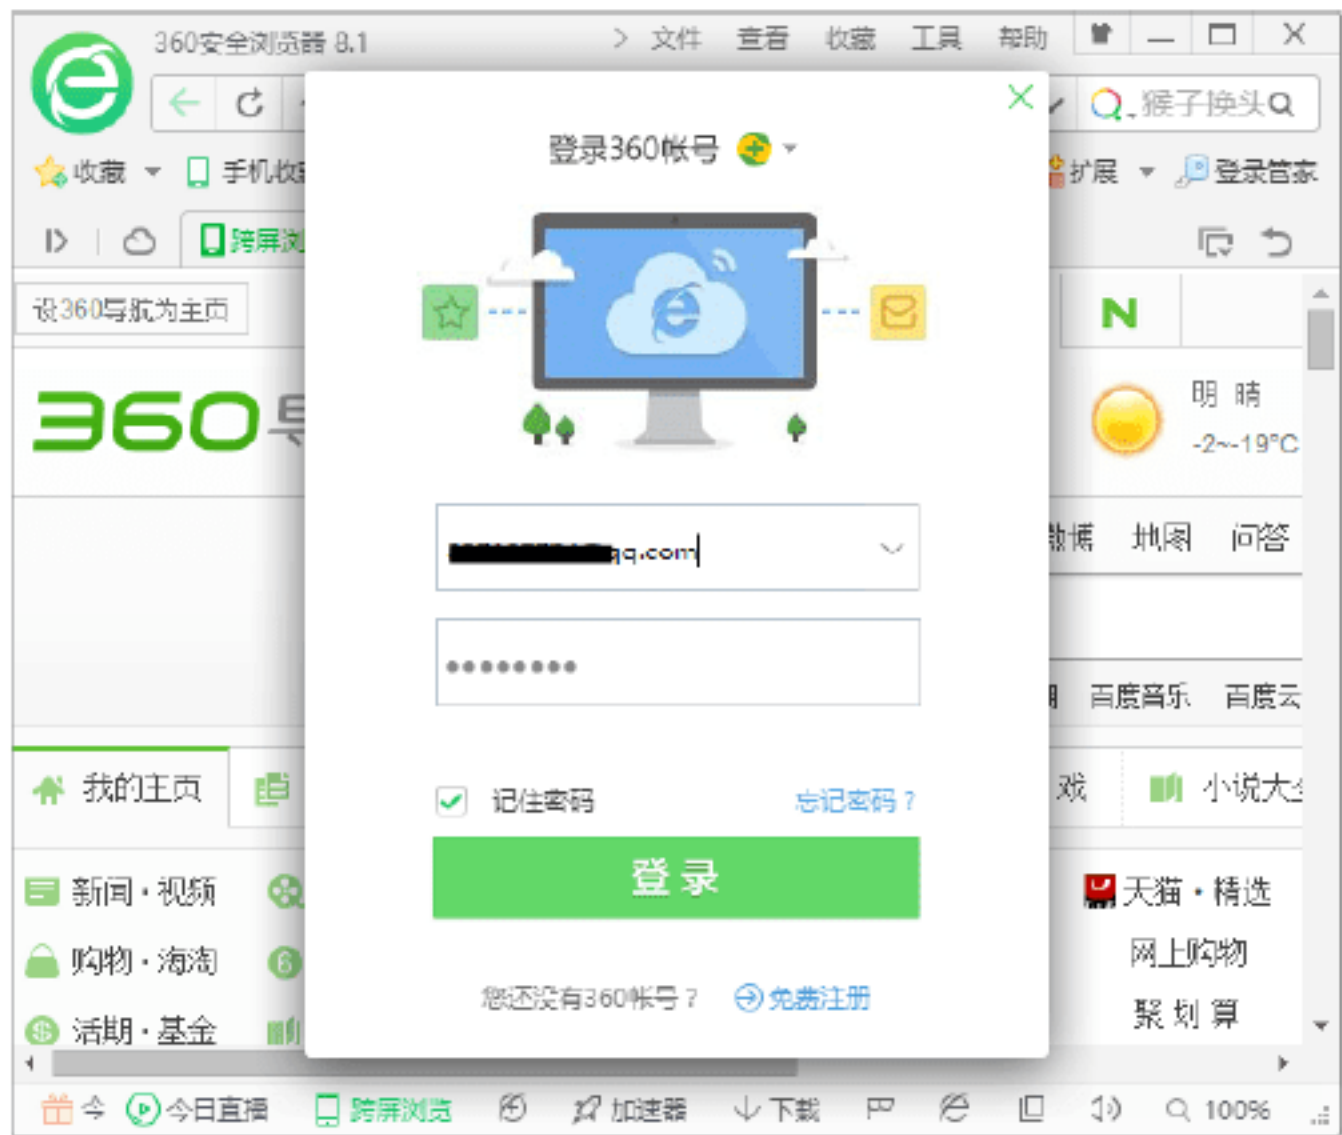 360安全浏览器 8.1
文件 查看 收藏 工具 帮助
猴子换头
收藏 手机收
扩展 登录管家
跨屏浏
登录360帐号
设360导航为主页
N
360导
明 晴
-2~-19°C
qq.com
微博 地图 问答
●●●●●●●●
百度音乐 百度云
我的主页
戏 小说大全
记住密码 忘记密码？
登录
新闻·视频
天猫·精选
购物·海淘
6
网上购物
您还没有360帐号？ 免费注册
活期·基金
聚划算
今 今日直播 跨屏浏览 加速器 下载 100%